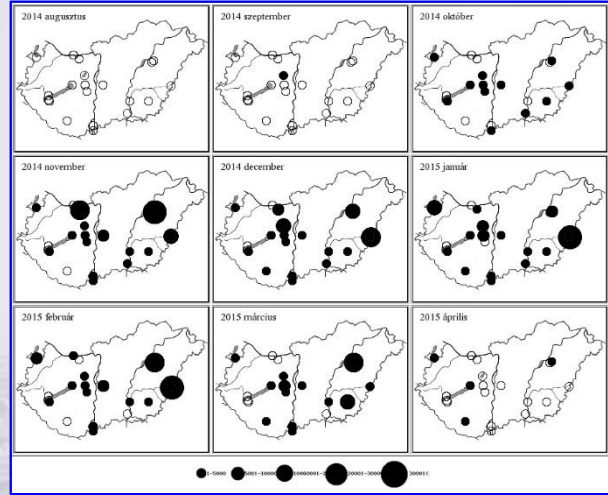 2014 augusztus
2014 szeptember
2014 október
2014 november
2014 december
2015 január
2015 február
2015 március
2015 április
1-5000